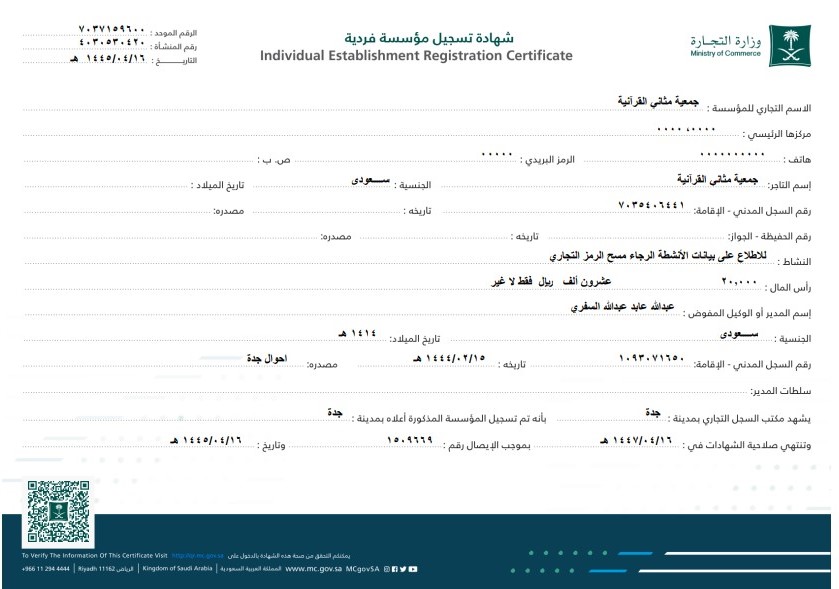 الرقم الموحد : ٧٠٣٧١٥٩٦٠٠
رقم المنشأة : ٤٠٣٠٥٣٠٤٢٠
التاريـــــــــخ : ١٤٤٥/٠٤/١٦ هـ
شهادة تسجيل مؤسسة فردية
Individual Establishment Registration Certificate
وزارة التجارة
Ministry of Commerce
الاسم التجاري للمؤسسة : جمعية مثاني القرآنية
مركزها الرئيسي : ٠٠٠٠ ،٠٠٠٠
هاتف : ٠٠٠٠٠٠٠٠٠٠ الرمز البريدي : ٠٠٠٠٠ ص. ب :
إسم التاجر: جمعية مثاني القرآنية الجنسية : ســـعودى تاريخ الميلاد :
رقم السجل المدني - الإقامة: ٧٠٣٥٤٠٦٤٤١ تاريخه : مصدره:
رقم الحفيظة - الجواز: تاريخه : مصدره:
النشاط : للاطلاع على بيانات الأنشطة الرجاء مسح الرمز التجاري
رأس المال : ٢٠,٠٠٠ عشرون ألف ريال فقط لا غير
إسم المدير أو الوكيل المفوض : عبدالله عابد عبدالله السفري
الجنسية : ســـعودى تاريخ الميلاد: ١٤١٤ هـ
رقم السجل المدني - الإقامة: ١٠٩٣٠٧١٦٥٠ تاريخه : ١٤٤٤/٠٢/١٥ هـ مصدره: احوال جدة
سلطات المدير:
يشهد مكتب السجل التجاري بمدينة : جدة بأنه تم تسجيل المؤسسة المذكورة أعلاه بمدينة : جدة
وتنتهي صلاحية الشهادات في : ١٤٤٧/٠٤/١٦ هـ بموجب الإيصال رقم : ١٥٠٩٦٦٩ وتاريخ : ١٤٤٥/٠٤/١٦ هـ
To Verify The Information Of This Certificate Visit http://qr.mc.gov.sa يمكنكم التحقق من صحة هذه الشهادة بالدخول على
+966 11 294 4444 | Riyadh 11162 الرياض | Kingdom of Saudi Arabia | المملكة العربية السعودية www.mc.gov.sa MCgovSA